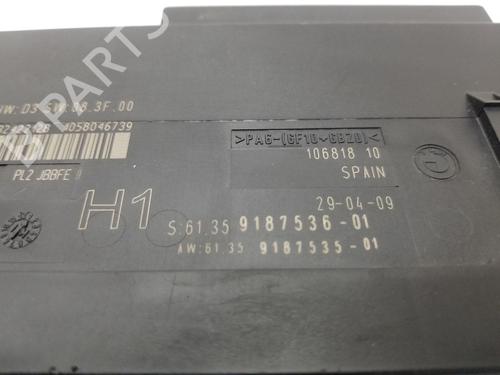 HW:D3 SW:08.3F.00
4058046739
PL2 JBBFE
>PA6-(GF10+GB20)<
106818 10
SPAIN
H1
29-04-09
S:61.35 9187536-01
AW:61.35 9187535-01
B-PARTS